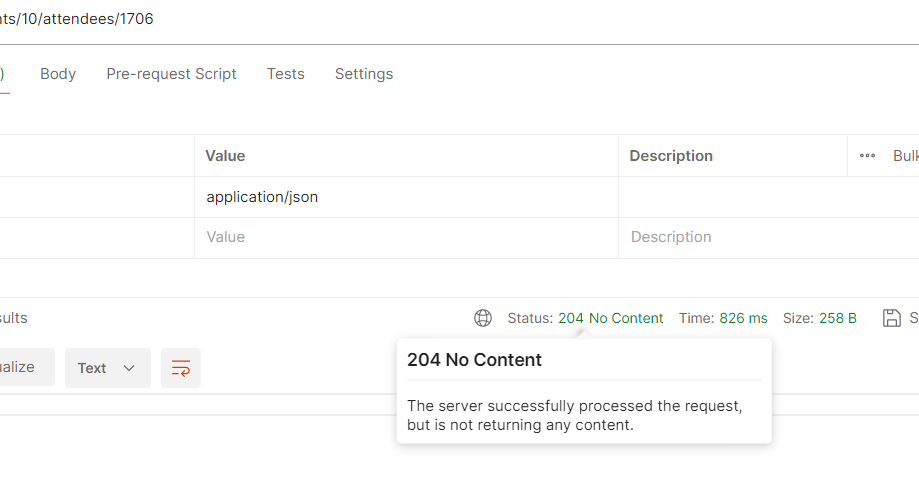 nts/10/attendees/1706
) Body Pre-request Script Tests Settings
Value Description ••• Bulk
application/json
Value Description
sults Status: 204 No Content Time: 826 ms Size: 258 B S
ualize Text
204 No Content
The server successfully processed the request,
but is not returning any content.